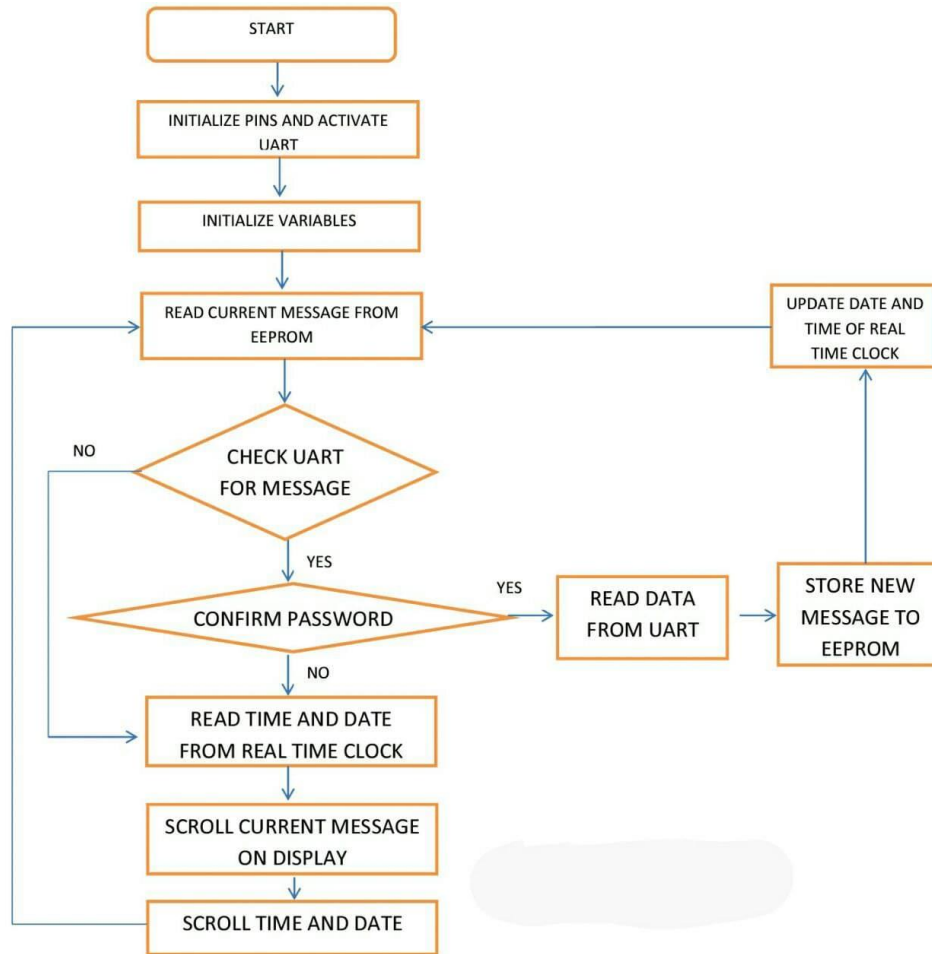 START
INITIALIZE PINS AND ACTIVATE
UART
INITIALIZE VARIABLES
READ CURRENT MESSAGE FROM
EEPROM
UPDATE DATE AND
TIME OF REAL
TIME CLOCK
NO
CHECK UART
FOR MESSAGE
YES
CONFIRM PASSWORD
YES
READ DATA
FROM UART
STORE NEW
MESSAGE TO
EEPROM
NO
READ TIME AND DATE
FROM REAL TIME CLOCK
SCROLL CURRENT MESSAGE
ON DISPLAY
SCROLL TIME AND DATE